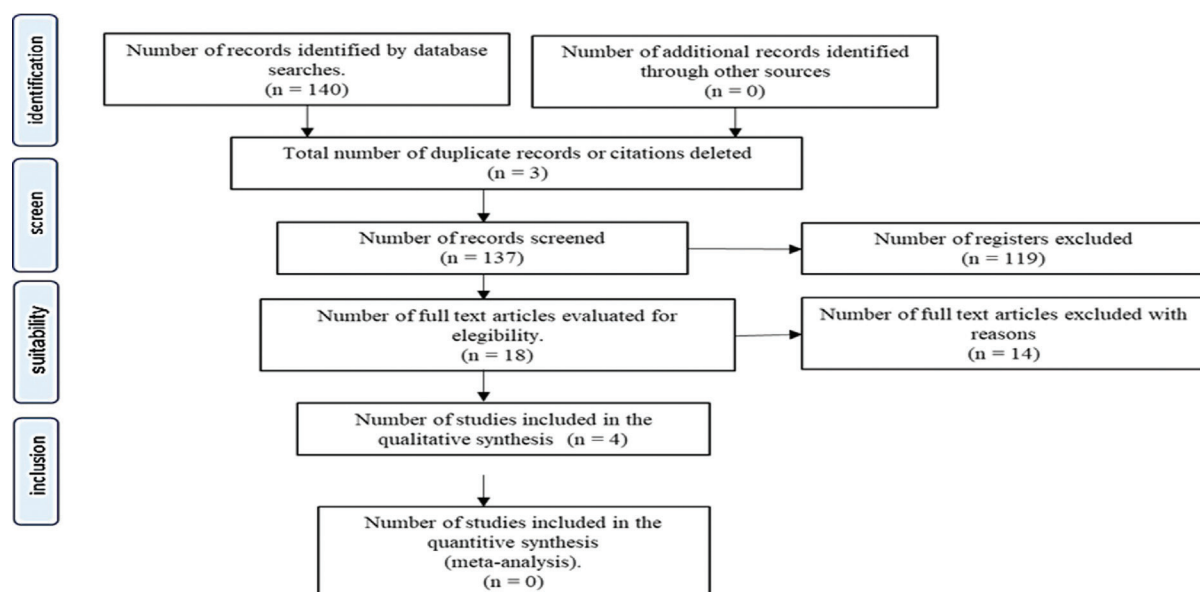 identification
Number of records identified by database
searches.
(n = 140)
Number of additional records identified
through other sources
(n = 0)
Total number of duplicate records or citations deleted
(n = 3)
screen
Number of records screened
(n = 137)
Number of registers excluded
(n = 119)
suitability
Number of full text articles evaluated for
elegibility.
(n = 18)
Number of full text articles excluded with
reasons
(n = 14)
inclusion
Number of studies included in the
qualitative synthesis (n = 4)
Number of studies included in the
quantitive synthesis
(meta-analysis).
(n = 0)